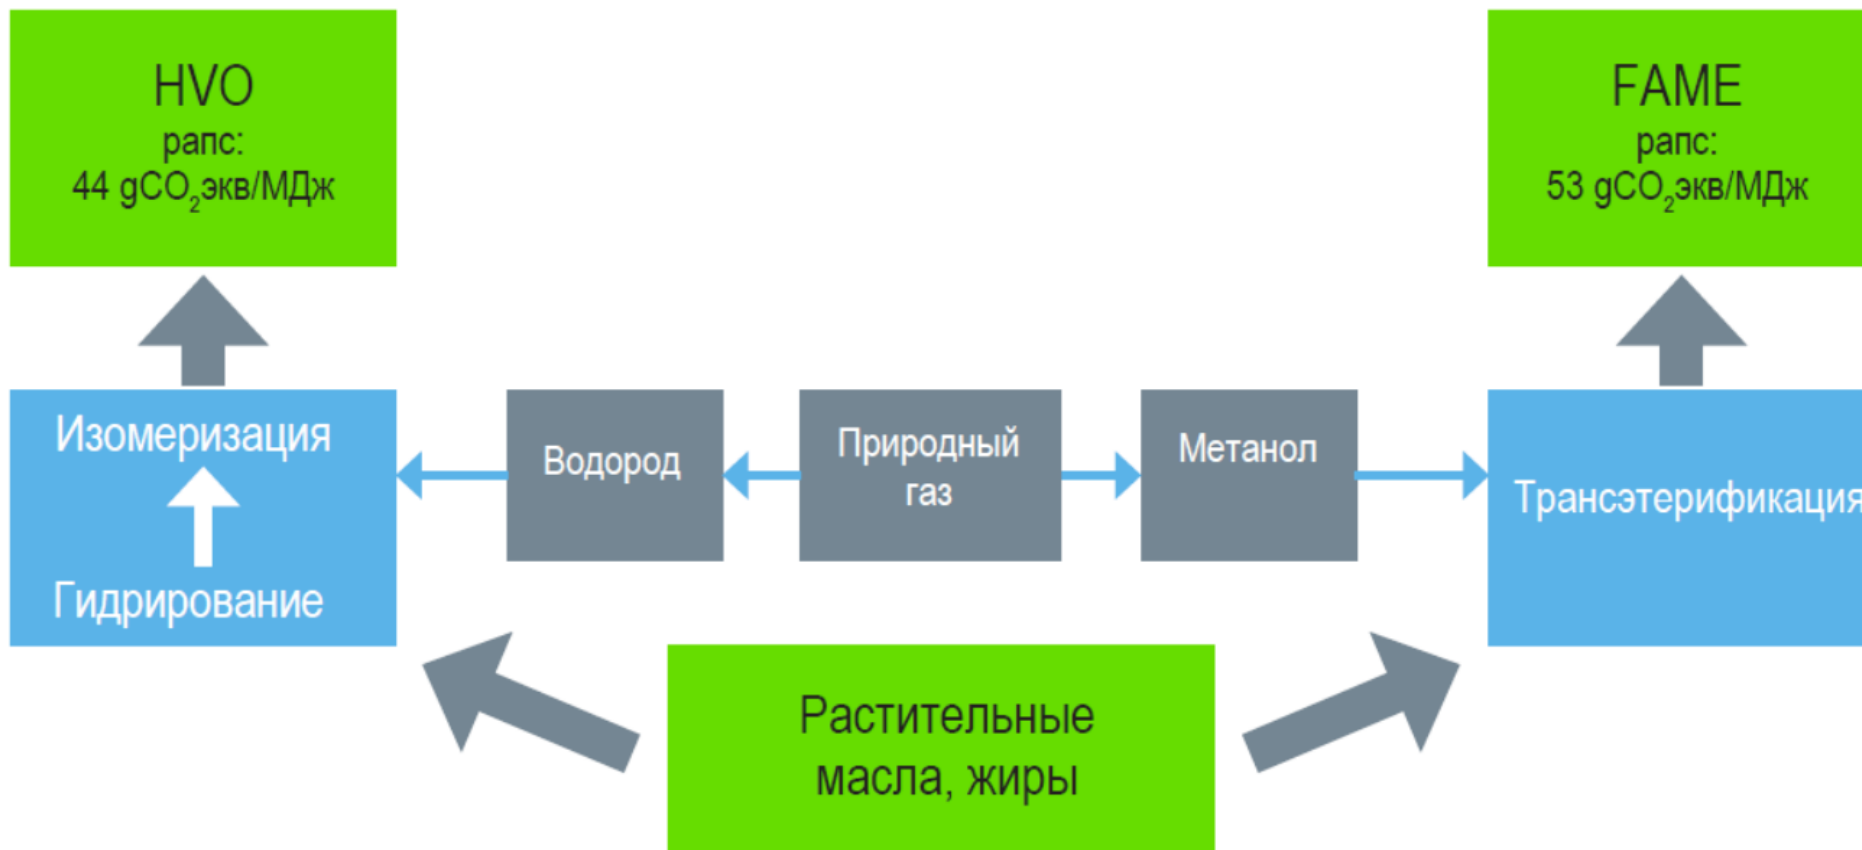 HVO
рапс:
44 gCO₂экв/МДж
FAME
рапс:
53 gCO₂экв/МДж
Изомеризация
Гидрирование
Водород
Природный
газ
Метанол
Трансэтерификация
Растительные
масла, жиры